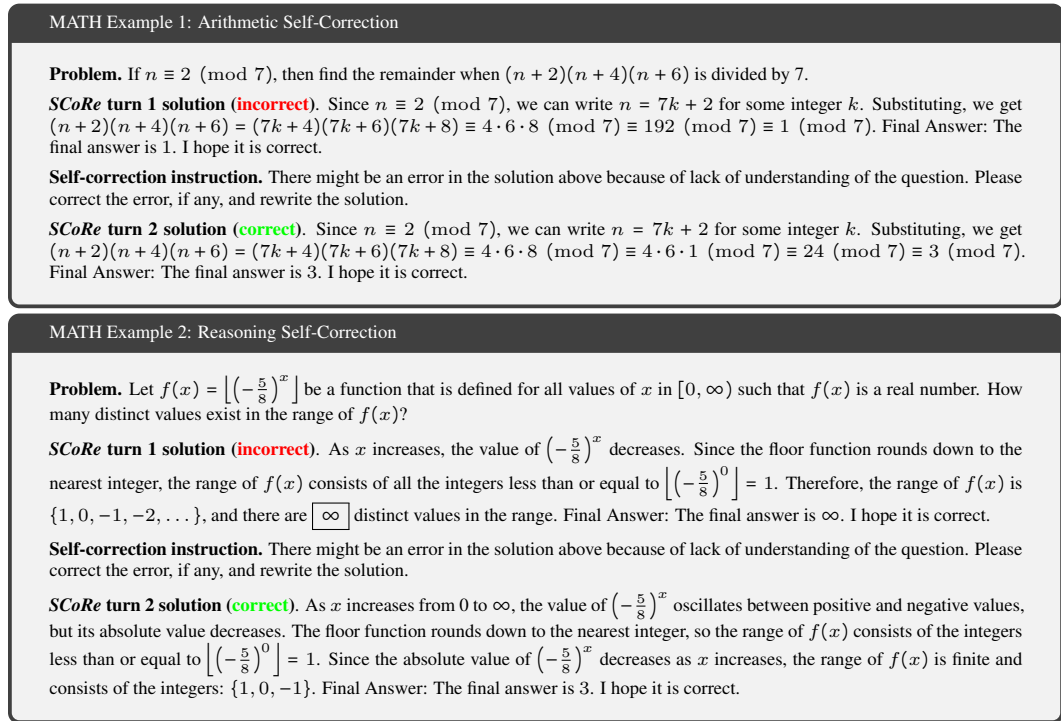 MATH Example 1: Arithmetic Self-Correction
Problem. If n ≡ 2 (mod 7), then find the remainder when (n + 2)(n + 4)(n + 6) is divided by 7.
SCoRe turn 1 solution (incorrect). Since n ≡ 2 (mod 7), we can write n = 7k + 2 for some integer k. Substituting, we get
(n + 2)(n + 4)(n + 6) = (7k + 4)(7k + 6)(7k + 8) ≡ 4 · 6 · 8 (mod 7) ≡ 192 (mod 7) ≡ 1 (mod 7). Final Answer: The
final answer is 1. I hope it is correct.
Self-correction instruction. There might be an error in the solution above because of lack of understanding of the question. Please
correct the error, if any, and rewrite the solution.
SCoRe turn 2 solution (correct). Since n ≡ 2 (mod 7), we can write n = 7k + 2 for some integer k. Substituting, we get
(n + 2)(n + 4)(n + 6) = (7k + 4)(7k + 6)(7k + 8) ≡ 4 · 6 · 8 (mod 7) ≡ 4 · 6 · 1 (mod 7) ≡ 24 (mod 7) ≡ 3 (mod 7).
Final Answer: The final answer is 3. I hope it is correct.
MATH Example 2: Reasoning Self-Correction
Problem. Let f(x) = ⌊(−5/8)^x⌋ be a function that is defined for all values of x in [0, ∞) such that f(x) is a real number. How
many distinct values exist in the range of f(x)?
SCoRe turn 1 solution (incorrect). As x increases, the value of (−5/8)^x decreases. Since the floor function rounds down to the
nearest integer, the range of f(x) consists of all the integers less than or equal to ⌊(−5/8)^0⌋ = 1. Therefore, the range of f(x) is
{1, 0, −1, −2, . . . }, and there are ∞ distinct values in the range. Final Answer: The final answer is ∞. I hope it is correct.
Self-correction instruction. There might be an error in the solution above because of lack of understanding of the question. Please
correct the error, if any, and rewrite the solution.
SCoRe turn 2 solution (correct). As x increases from 0 to ∞, the value of (−5/8)^x oscillates between positive and negative values,
but its absolute value decreases. The floor function rounds down to the nearest integer, so the range of f(x) consists of the integers
less than or equal to ⌊(−5/8)^0⌋ = 1. Since the absolute value of (−5/8)^x decreases as x increases, the range of f(x) is finite and
consists of the integers: {1, 0, −1}. Final Answer: The final answer is 3. I hope it is correct.